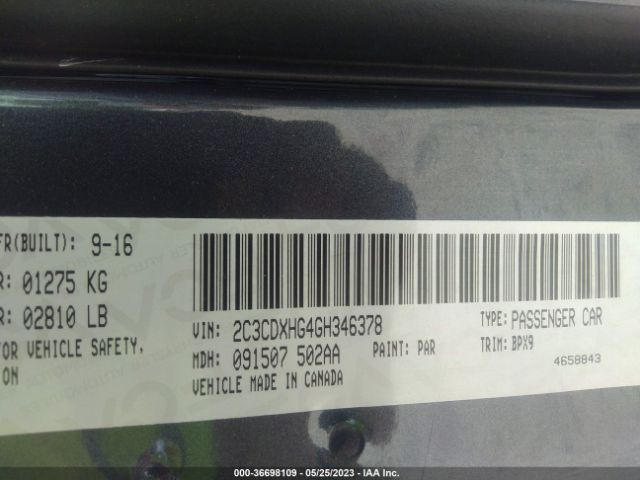 FR(BUILT): 9-16
R: 01275 KG
R: 02810 LB
FOR VEHICLE SAFETY,
ON
VIN: 2C3CDXHG4GH346378
TYPE: PASSENGER CAR
MDH: 091507 502AA
PAINT: PAR
TRIM: BPX9
VEHICLE MADE IN CANADA
4658843
000-36698109 - 05/25/2023 - IAA Inc.